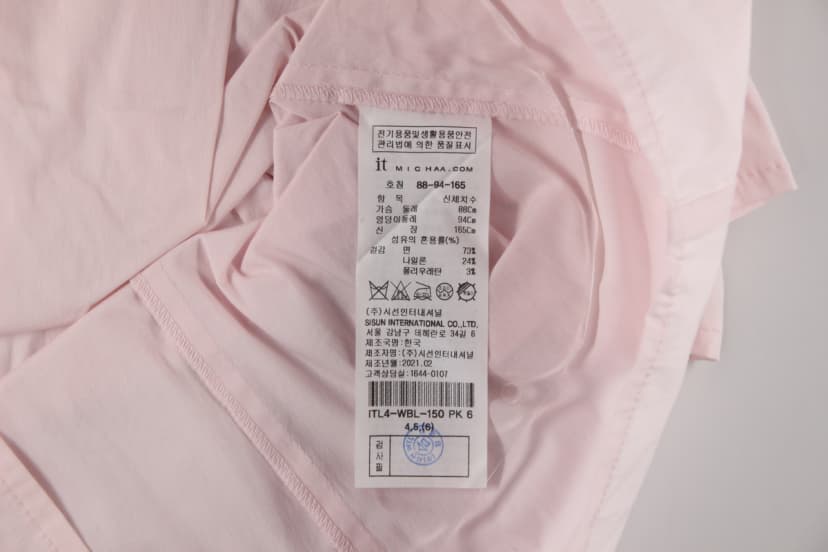 전기용품및생활용품안전
관리법에 의한 품질표시
it MICHAA.COM
호칭 88-94-165
항 목 신체치수
가슴 둘레 88Cm
엉덩이둘레 94Cm
신 장 165Cm
섬유의 혼용률(%)
겉감 면 73%
나일론 24%
폴리우레탄 3%
(주)시선인터내셔널
SISUN INTERNATIONAL CO.,LTD.
서울 강남구 테헤란로 34길 6
제조국명:한국
제조자명:(주)시선인터내셔널
제조년월:2021.02
고객상담실:1644-0107
ITL4-WBL-150 PK 6
4,5,(6)
검사필